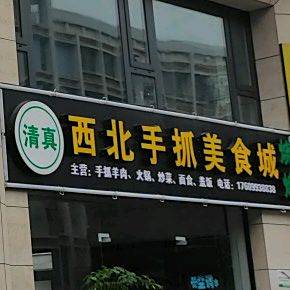 清真
西北手抓美食城
主营：手抓羊肉、火锅、炒菜、面食、盖饭 电话：